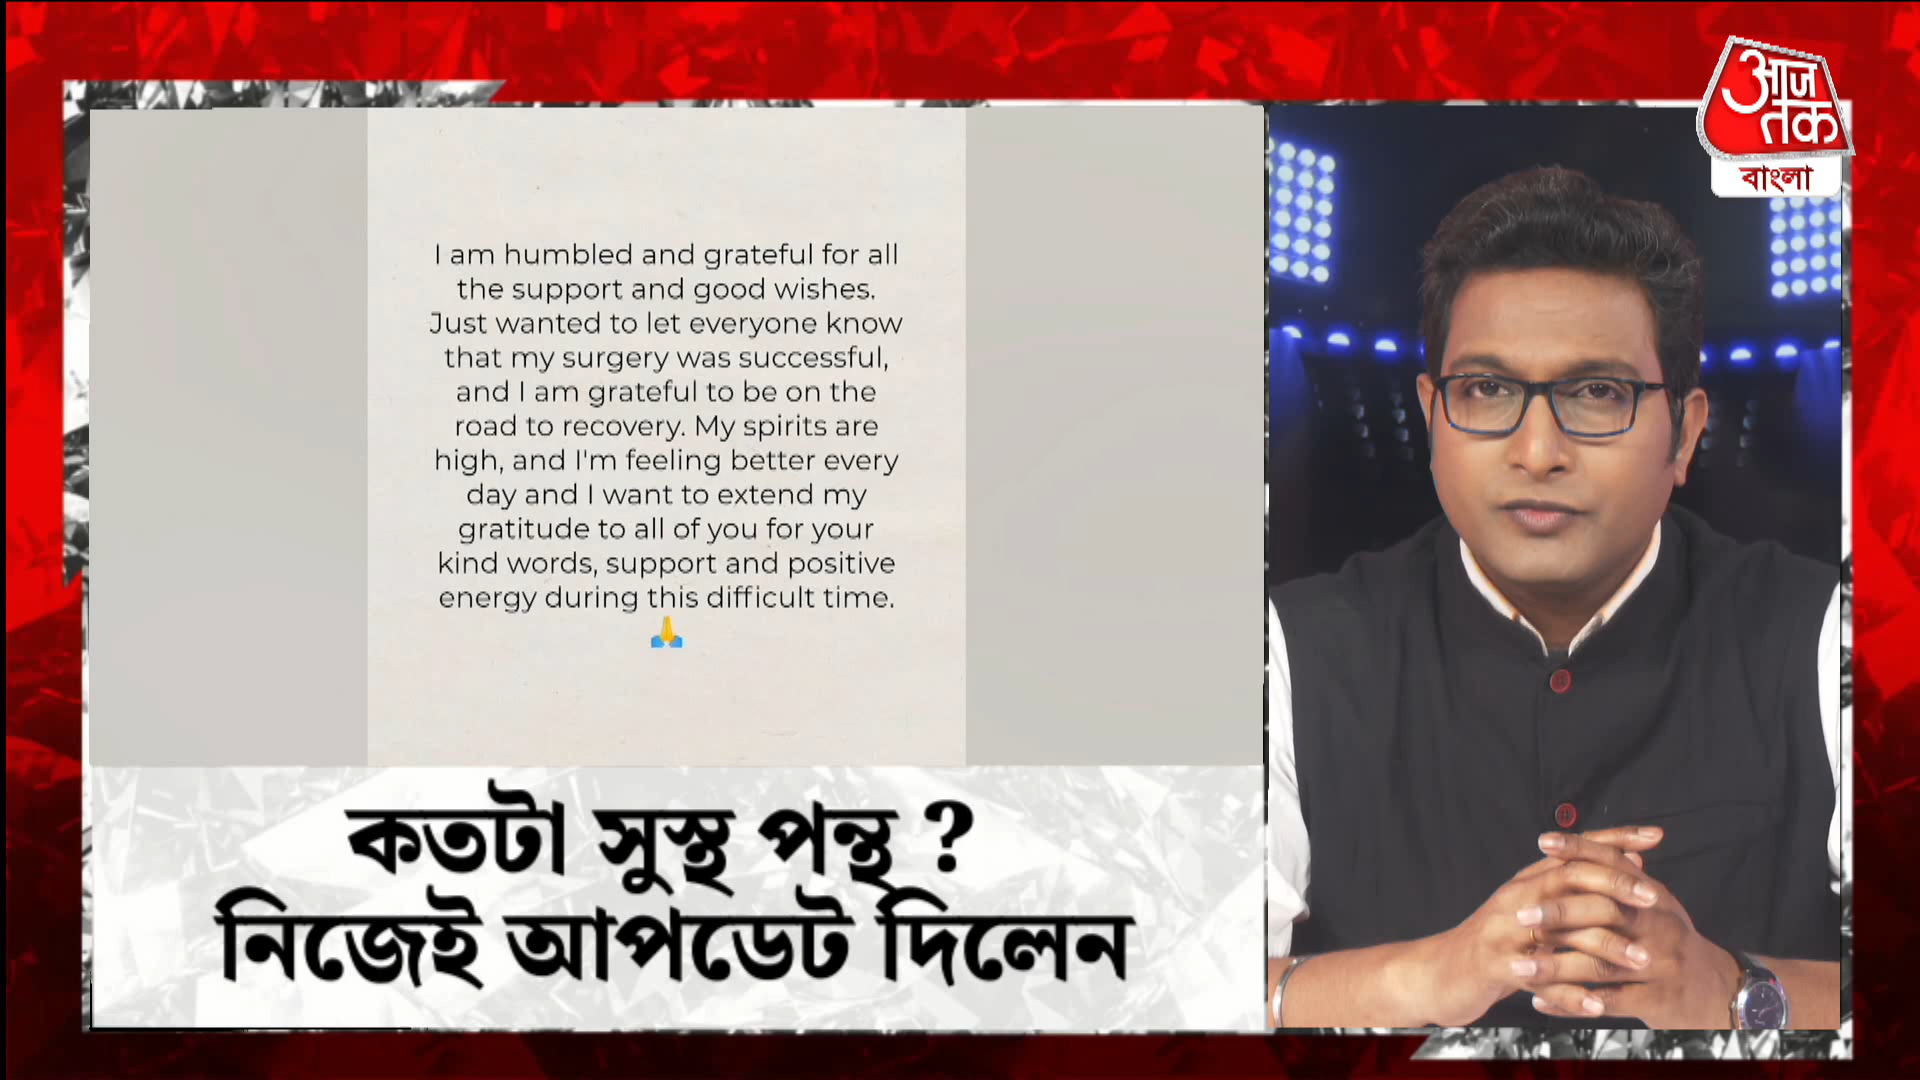 आज
तक
বাংলা
I am humbled and grateful for all
the support and good wishes.
Just wanted to let everyone know
that my surgery was successful,
and I am grateful to be on the
road to recovery. My spirits are
high, and I'm feeling better every
day and I want to extend my
gratitude to all of you for your
kind words, support and positive
energy during this difficult time.
🙏
কতটা সুস্থ পন্থ ?
নিজেই আপডেট দিলেন